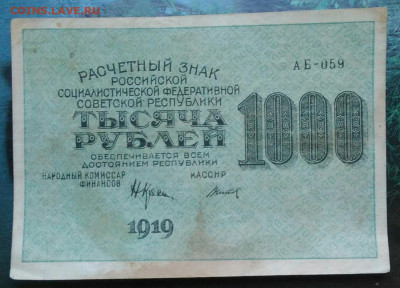 COINS.LAVE.RU
РАСЧЕТНЫЙ ЗНАК
РОССИЙСКОЙ
СОЦИАЛИСТИЧЕСКОЙ ФЕДЕРАТИВНОЙ
СОВЕТСКОЙ РЕСПУБЛИКИ
ТЫСЯЧА
РУБЛЕЙ
ОБЕСПЕЧИВАЕТСЯ ВСЕМ
ДОСТОЯНИЕМ РЕСПУБЛИКИ
НАРОДНЫЙ КОМИССАР
ФИНАНСОВ
КАССИР
1919
АБ-059
1000